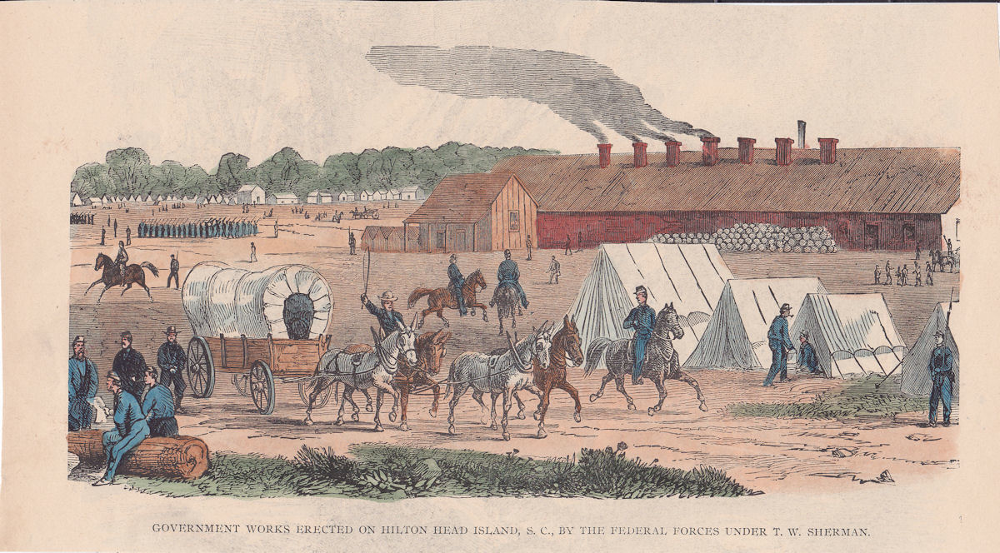 GOVERNMENT WORKS ERECTED ON HILTON HEAD ISLAND, S. C., BY THE FEDERAL FORCES UNDER T. W. SHERMAN.